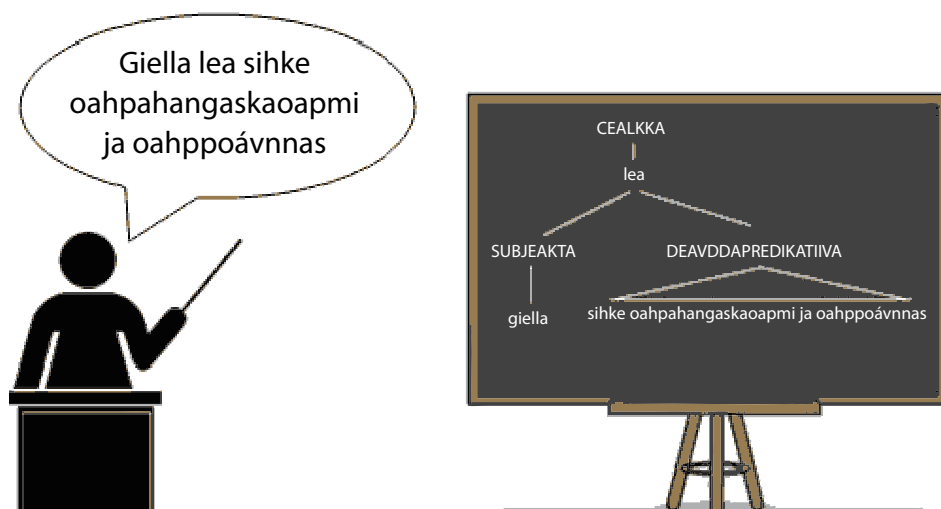 Giella lea sihke
oahpahangaskaoapmi
ja oahppoávnnas
CEALKKA
lea
SUBJEAKTA
DEAVDDAPREDIKATIIVA
giella
sihke oahpahangaskaoapmi ja oahppoávnnas